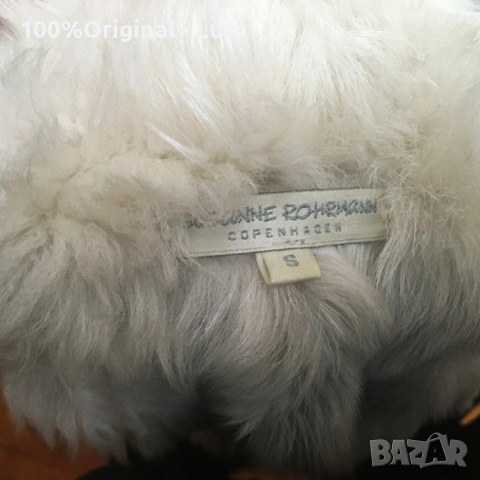 100%Original
ROHRMANN
COPENHAGEN
S
BAZAR